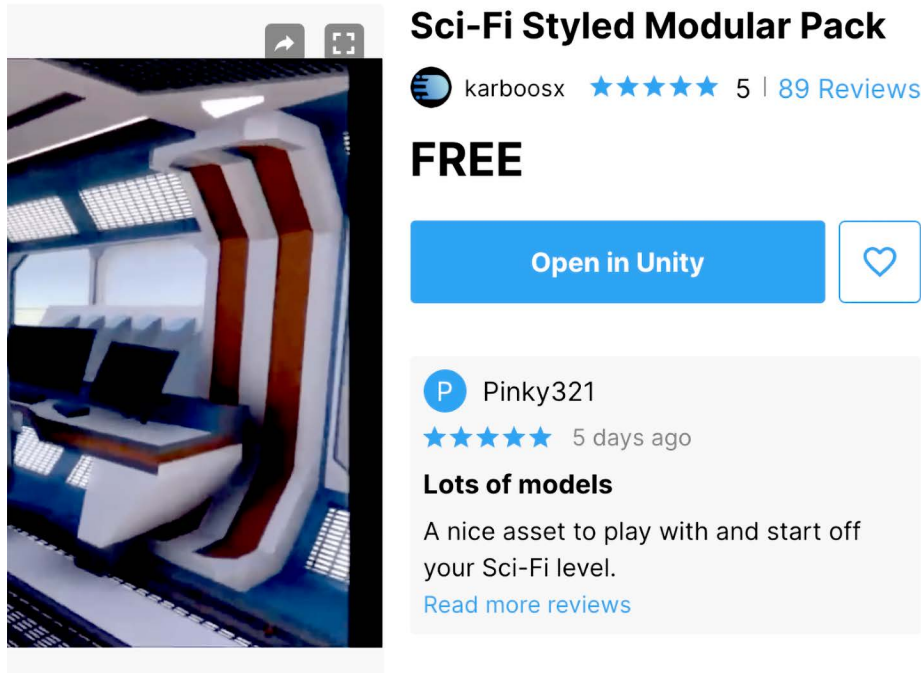 Sci-Fi Styled Modular Pack
karboosx 5 | 89 Reviews
FREE
Open in Unity
P Pinky321
5 days ago
Lots of models
A nice asset to play with and start off
your Sci-Fi level.
Read more reviews